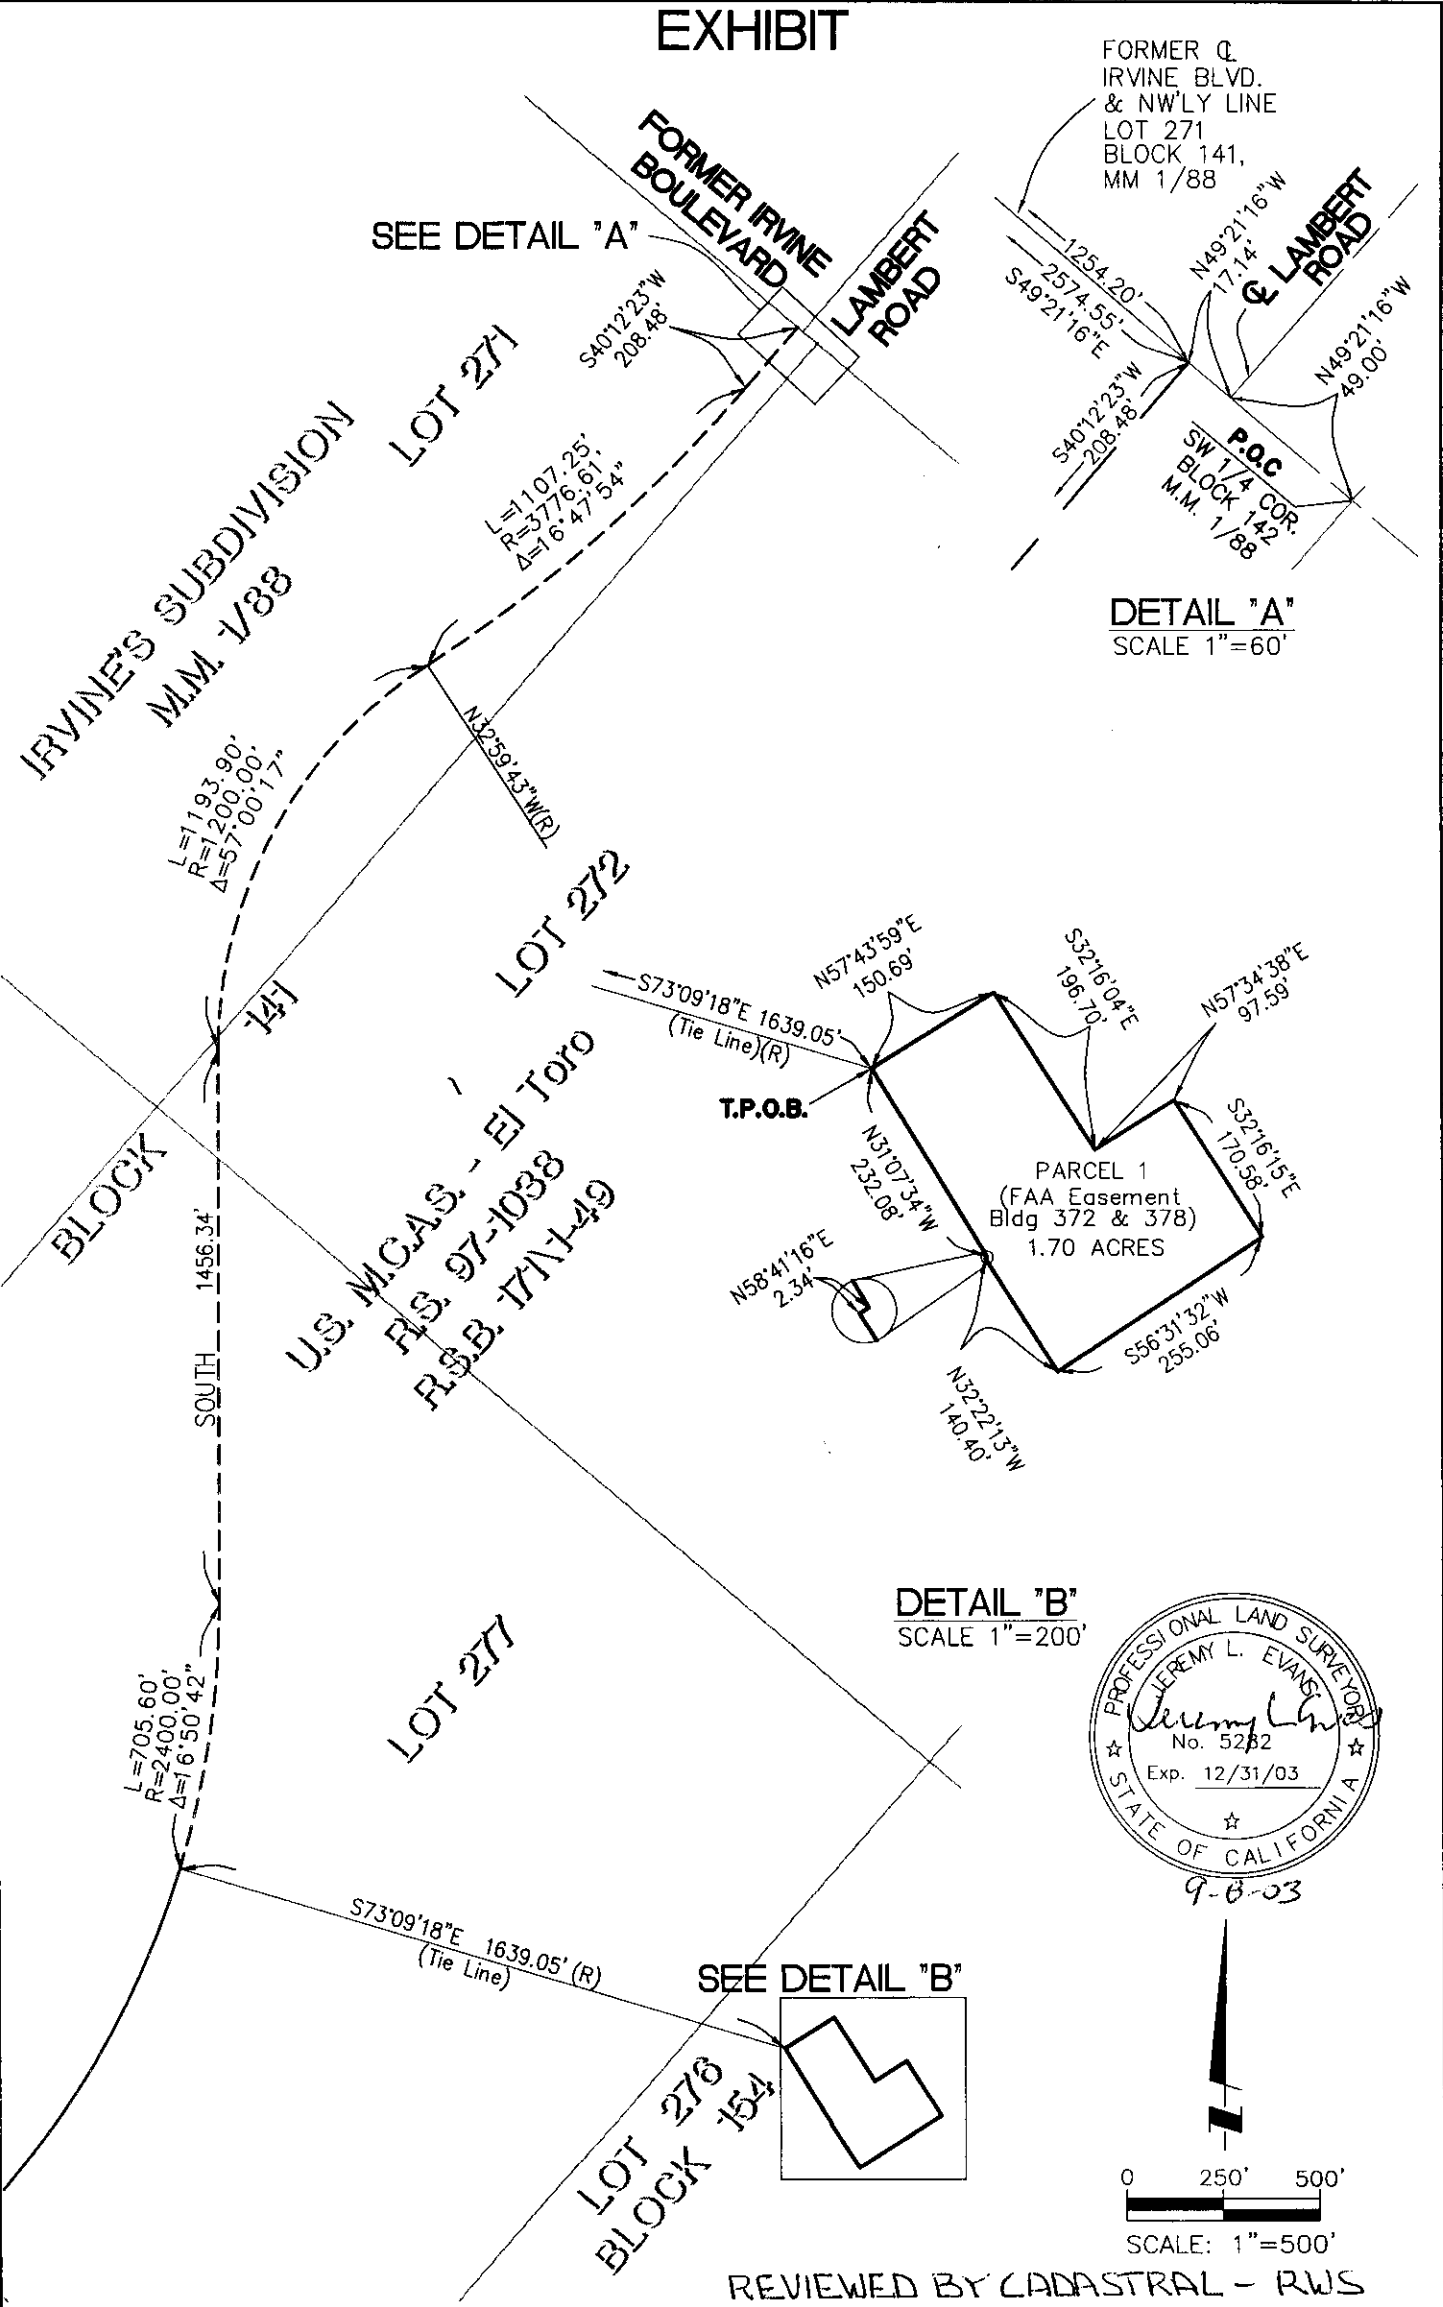 EXHIBIT
FORMER ℄
IRVINE BLVD.
& NW'LY LINE
LOT 271
BLOCK 141,
MM 1/88
FORMER IRVINE
BOULEVARD
LAMBERT
ROAD
SEE DETAIL "A"
S40°12'23"W
208.48'
1254.20'
2574.55'
S49°21'16"E
N49°21'16"W
17.14'
℄ LAMBERT
ROAD
N49°21'16"W
49.00'
S40°12'23"W
208.48'
P.O.C
SW 1/4 COR.
BLOCK 142
M.M. 1/88
DETAIL "A"
SCALE 1"=60'
LOT 271
IRVINE'S SUBDIVISION
M.M. 1/88
L=1107.25'
R=3776.61'
Δ=16°47'54"
N32°59'43"W(R)
L=1193.90'
R=1200.00'
Δ=57°00'17"
LOT 272
141
BLOCK
U.S. M.C.A.S. - El Toro
R.S. 97-1038
R.S.B. 171\1-49
SOUTH 1456.34'
S73°09'18"E 1639.05'
(Tie Line)(R)
N57°43'59"E
150.69'
S32°16'04"E
196.70'
N57°34'38"E
97.59'
T.P.O.B.
N31°07'34"W
232.08'
PARCEL 1
(FAA Easement
Bldg 372 & 378)
1.70 ACRES
S32°16'15"E
170.58'
N58°41'16"E
2.34'
S56°31'32"W
255.06'
N32°22'13"W
140.40'
DETAIL "B"
SCALE 1"=200'
LOT 277
L=705.60'
R=2400.00'
Δ=16°50'42"
PROFESSIONAL LAND SURVEYOR
JEREMY L. EVANS
No. 5282
Exp. 12/31/03
STATE OF CALIFORNIA
9-8-03
S73°09'18"E 1639.05' (R)
(Tie Line)
SEE DETAIL "B"
LOT 276
BLOCK 154
N
0 250' 500'
SCALE: 1"=500'
REVIEWED BY CADASTRAL - RWS